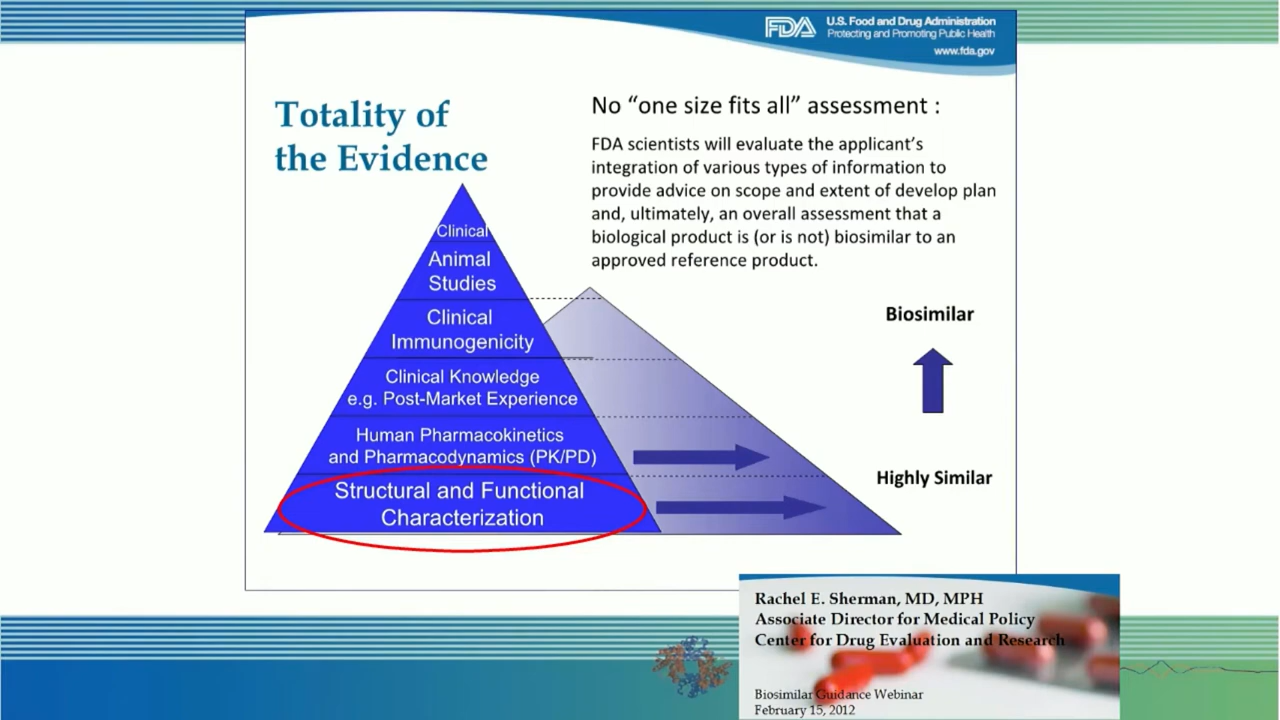 FDA U.S. Food and Drug Administration
Protecting and Promoting Public Health
www.fda.gov
Totality of
the Evidence
No “one size fits all” assessment :
FDA scientists will evaluate the applicant’s
integration of various types of information to
provide advice on scope and extent of develop plan
and, ultimately, an overall assessment that a
biological product is (or is not) biosimilar to an
approved reference product.
Clinical
Animal
Studies
Clinical
Immunogenicity
Clinical Knowledge
e.g. Post-Market Experience
Human Pharmacokinetics
and Pharmacodynamics (PK/PD)
Structural and Functional
Characterization
Biosimilar
Highly Similar
Rachel E. Sherman, MD, MPH
Associate Director for Medical Policy
Center for Drug Evaluation and Research
Biosimilar Guidance Webinar
February 15, 2012